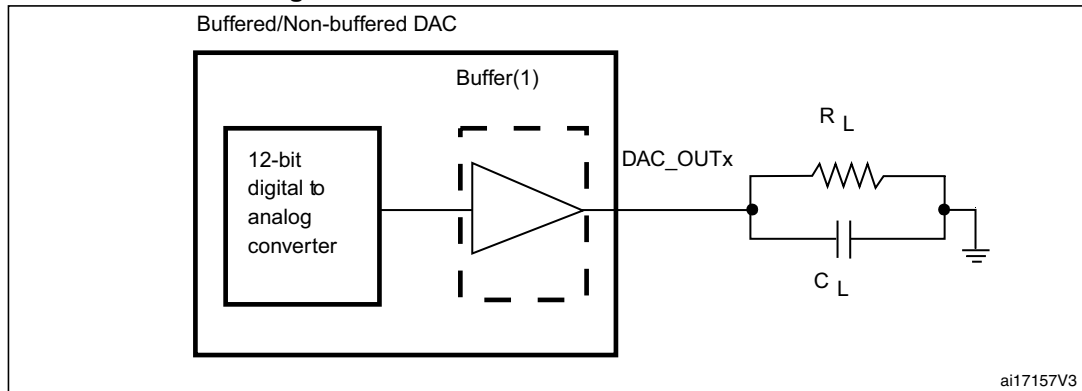 Buffered/Non-buffered DAC
Buffer(1)
12-bit
digital to
analog
converter
DAC_OUTx
R L
C L
ai17157V3